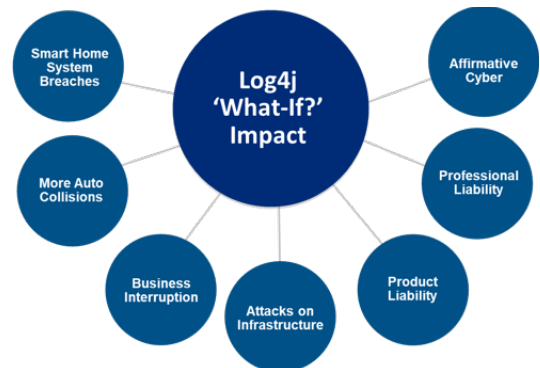 Log4j
‘What-If?’
Impact
Smart Home
System
Breaches
More Auto
Collisions
Business
Interruption
Attacks on
Infrastructure
Product
Liability
Professional
Liability
Affirmative
Cyber